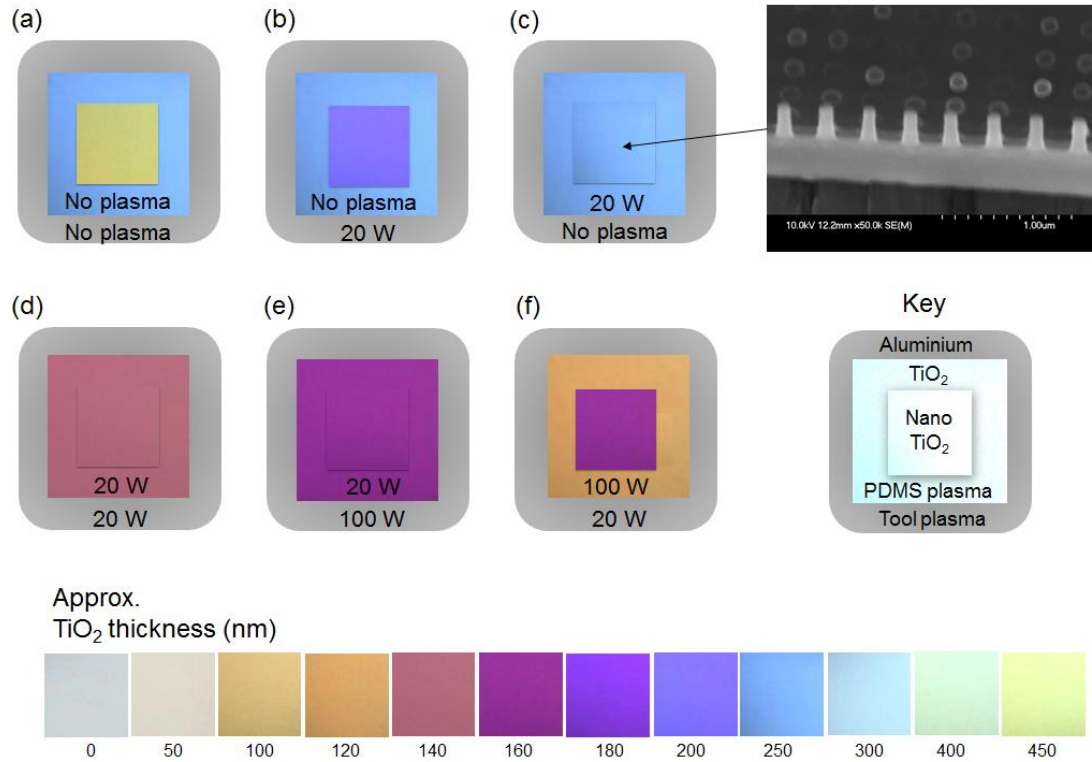 (a)
(b)
(c)
No plasma
No plasma
No plasma
20 W
20 W
No plasma
10.0kV 12.2mm x50.0k SE(M)
1.00um
(d)
(e)
(f)
Key
20 W
20 W
20 W
100 W
100 W
20 W
Aluminium
TiO₂
Nano
TiO₂
PDMS plasma
Tool plasma
Approx.
TiO₂ thickness (nm)
0 50 100 120 140 160 180 200 250 300 400 450